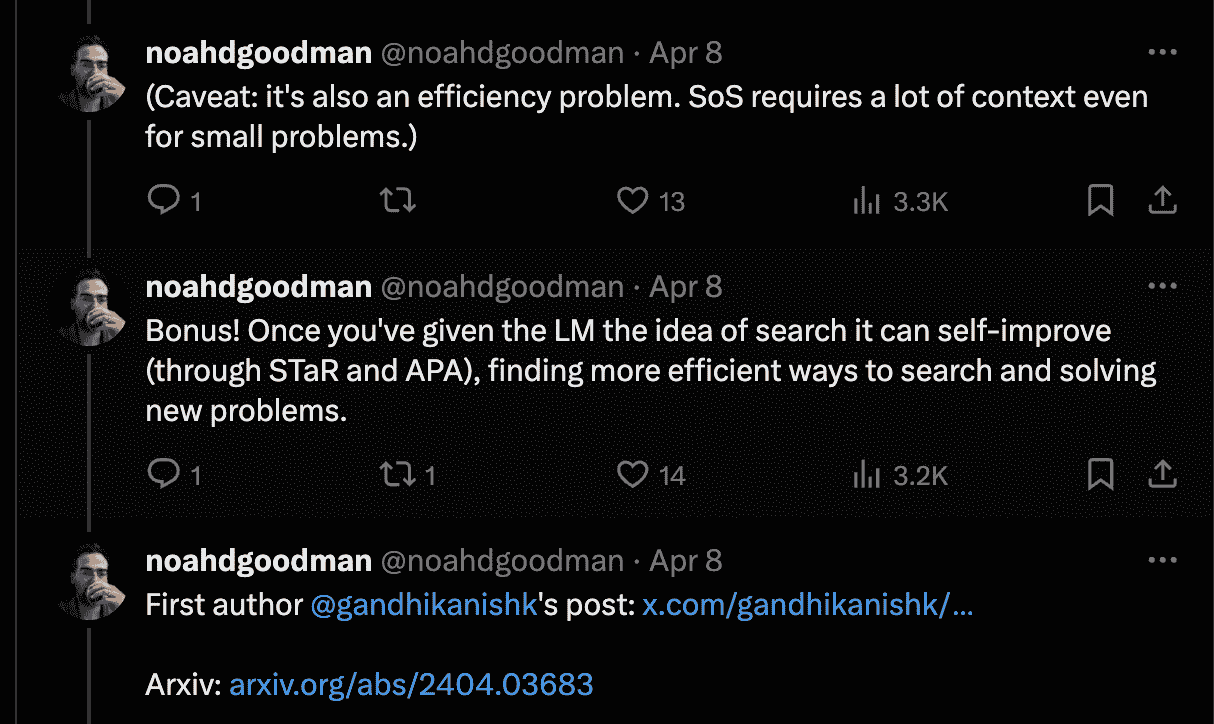 noahdgoodman @noahdgoodman · Apr 8
(Caveat: it's also an efficiency problem. SoS requires a lot of context even
for small problems.)
1 13 3.3K
noahdgoodman @noahdgoodman · Apr 8
Bonus! Once you've given the LM the idea of search it can self-improve
(through STaR and APA), finding more efficient ways to search and solving
new problems.
1 1 14 3.2K
noahdgoodman @noahdgoodman · Apr 8
First author @gandhikanishk's post: x.com/gandhikanishk/...
Arxiv: arxiv.org/abs/2404.03683